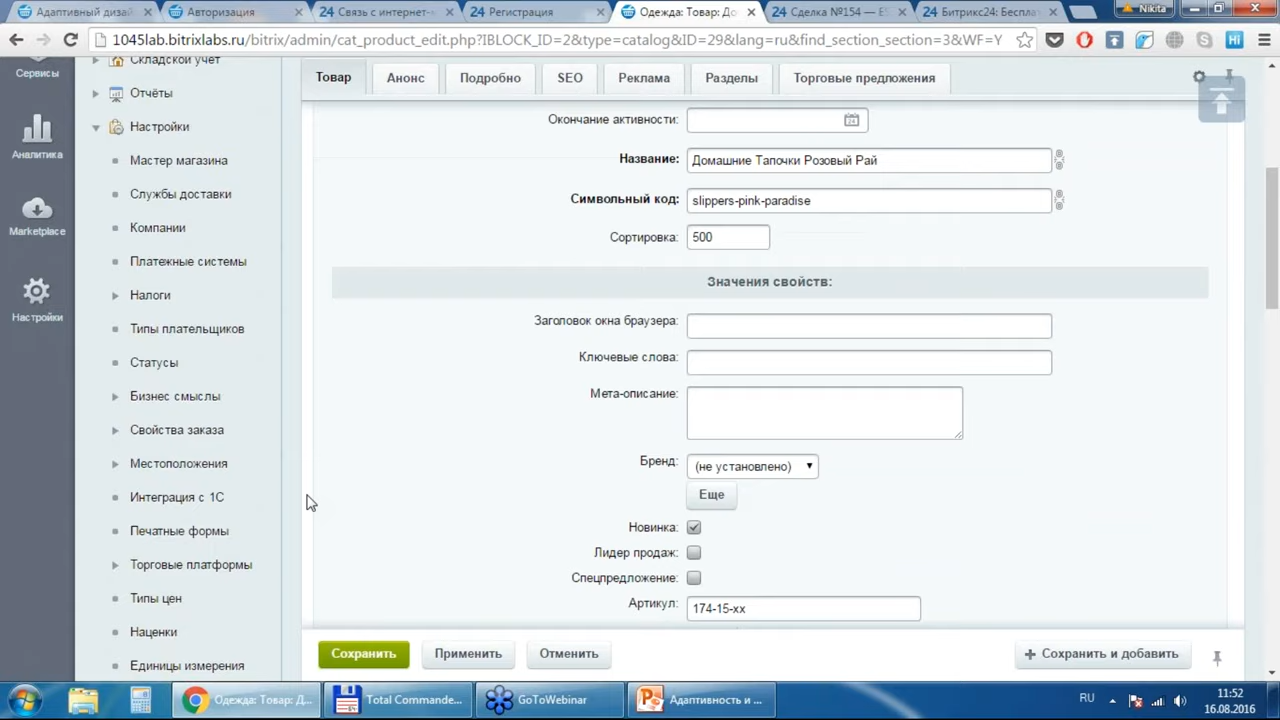 Адаптивный дизай
Авторизация
24 Связь с интернет-м
24 Регистрация
Одежда: Товар: До
24 Сделка №154 — E
24 Битрикс24: Бесплат
Nikita
1045lab.bitrixlabs.ru/bitrix/admin/cat_product_edit.php?IBLOCK_ID=2&type=catalog&ID=29&lang=ru&find_section_section=3&WF=Y
Hi
Сервисы
Аналитика
Marketplace
Настройки
Складской учет
Отчёты
Настройки
Мастер магазина
Службы доставки
Компании
Платежные системы
Налоги
Типы плательщиков
Статусы
Бизнес смыслы
Свойства заказа
Местоположения
Интеграция с 1С
Печатные формы
Торговые платформы
Типы цен
Наценки
Единицы измерения
Товар
Анонс
Подробно
SEO
Реклама
Разделы
Торговые предложения
Окончание активности:
Название: Домашние Тапочки Розовый Рай
Символьный код: slippers-pink-paradise
Сортировка: 500
Значения свойств:
Заголовок окна браузера:
Ключевые слова:
Мета-описание:
Бренд: (не установлено)
Еще
Новинка:
Лидер продаж:
Спецпредложение:
Артикул: 174-15-xx
Сохранить
Применить
Отменить
+ Сохранить и добавить
Одежда: Товар: Д...
Total Commande...
GoToWebinar
Адаптивность и ...
RU
11:52
16.08.2016